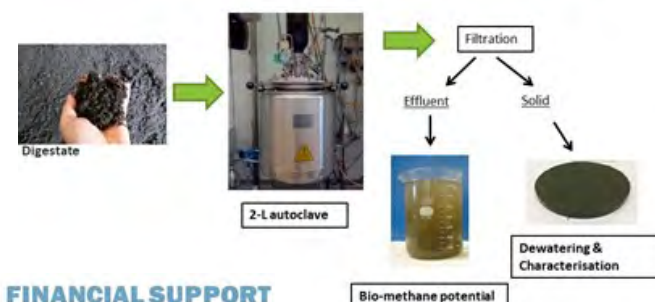 Filtration
Effluent
Solid
Digestate
2-L autoclave
Dewatering &
Characterisation
Bio-methane potential
FINANCIAL SUPPORT